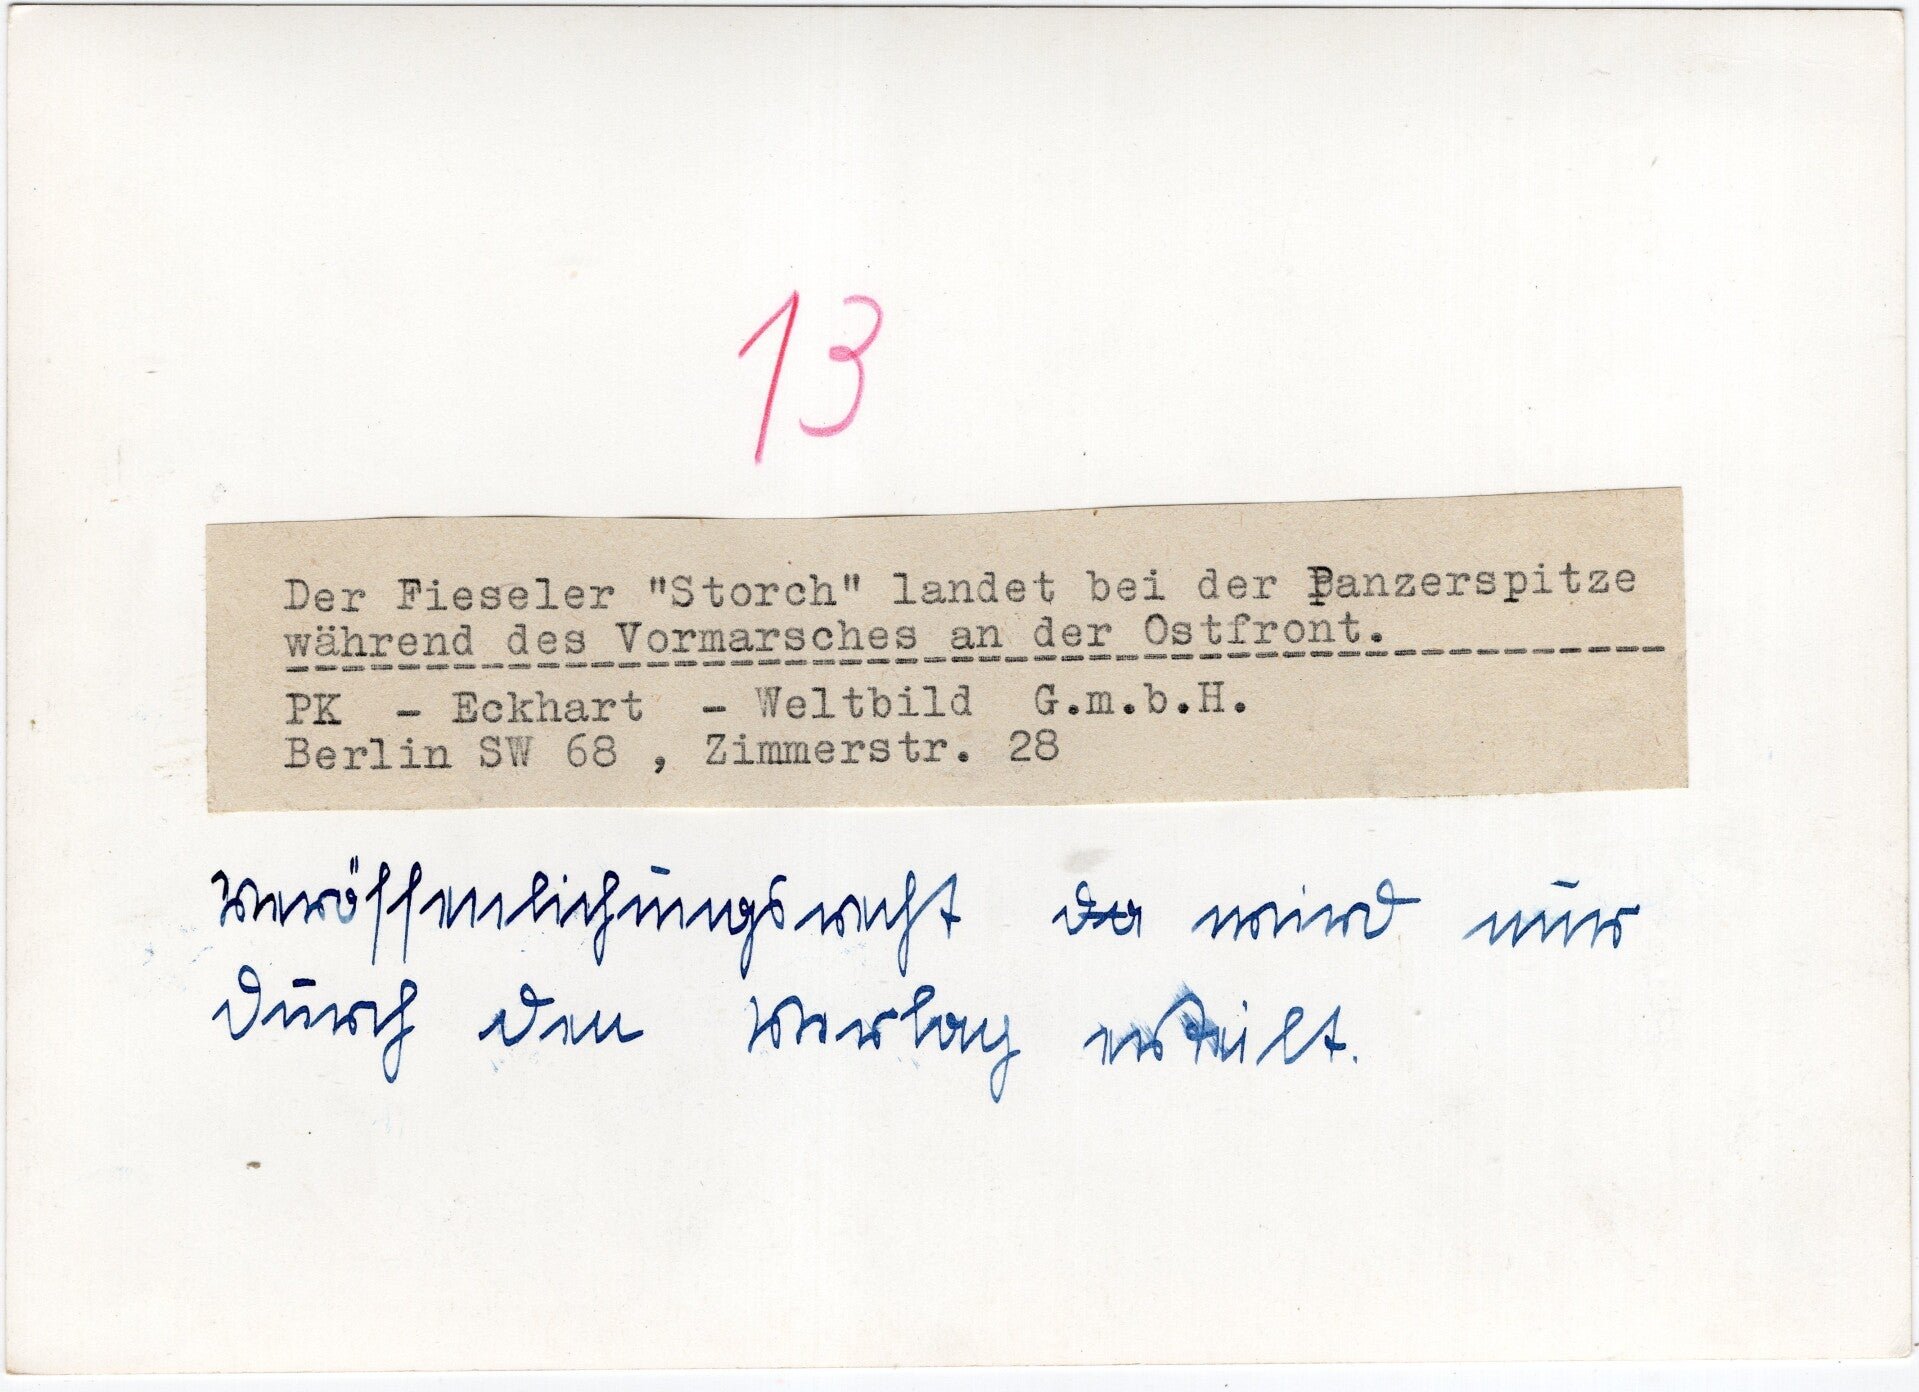 13
Der Fieseler "Storch" landet bei der Panzerspitze
während des Vormarsches an der Ostfront.
PK - Eckhart - Weltbild G.m.b.H.
Berlin SW 68 , Zimmerstr. 28
Veröffenlichungsrecht wird nur
durch den Verlag erteilt.